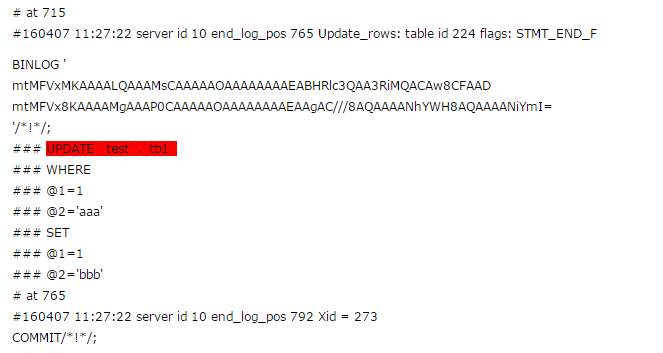 # at 715
#160407 11:27:22 server id 10 end_log_pos 765 Update_rows: table id 224 flags: STMT_END_F
BINLOG '
mtMFVxMKAAAALQAAAMsCAAAAAOAAAAAAAAEABHRlc3QAA3RiMQACAw8CFAAD
mtMFVx8KAAAAMgAAAP0CAAAAAOAAAAAAAAEAAgAC///8AQAAAANhYWH8AQAAAANiYmI=
'/*!*/;
### UPDATE `test`.`tb1`
### WHERE
### @1=1
### @2='aaa'
### SET
### @1=1
### @2='bbb'
# at 765
#160407 11:27:22 server id 10 end_log_pos 792 Xid = 273
COMMIT/*!*/;